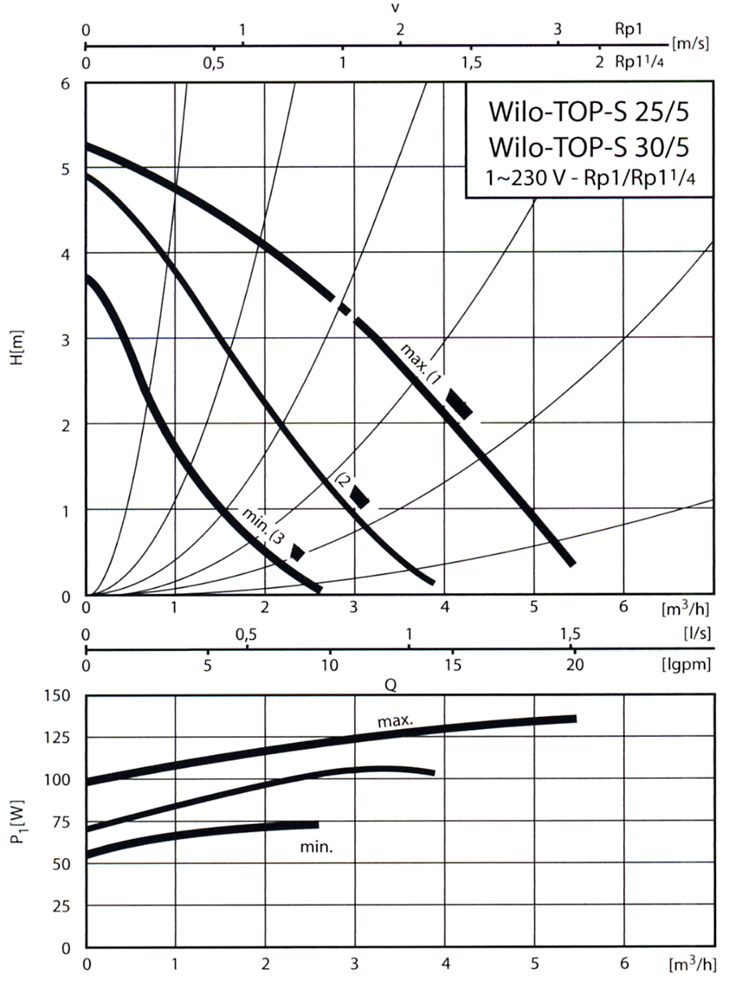 v
0 1 2 3 Rp1
[m/s]
0 0,5 1 1,5 2 Rp1¹/4
6
Wilo-TOP-S 25/5
Wilo-TOP-S 30/5
1~230 V - Rp1/Rp1¹/4
5
4
H[m]
3
max.(1
2
(2
1
min.(3
0
0 1 2 3 4 5 6 [m³/h]
0 0,5 1 1,5 [l/s]
0 5 10 15 20 [lgpm]
Q
150
max.
125
100
P1[W]
75
min.
50
25
0
0 1 2 3 4 5 6 [m³/h]